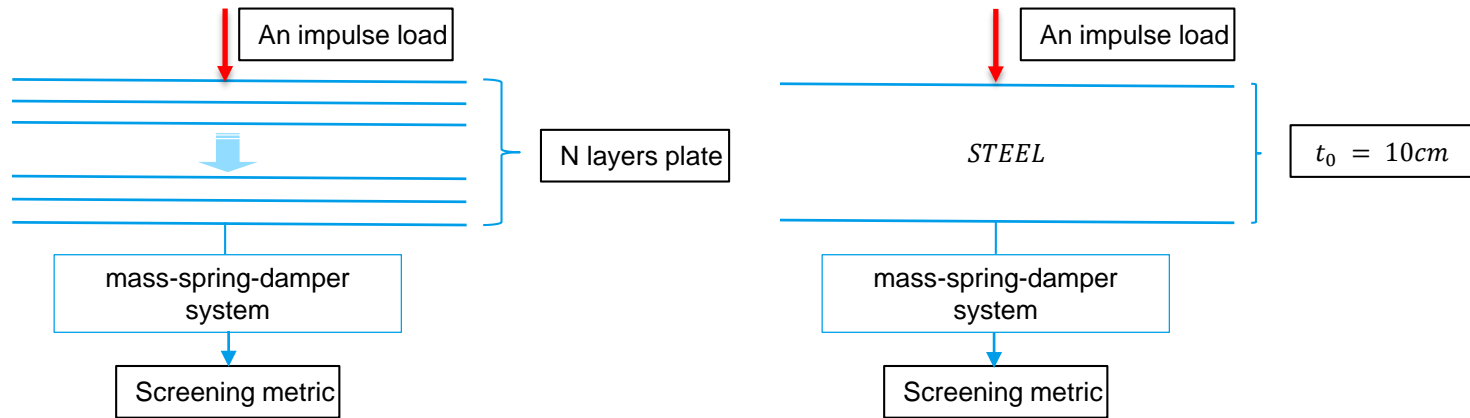 An impulse load
N layers plate
mass-spring-damper
system
Screening metric
An impulse load
STEEL
t₀ = 10cm
mass-spring-damper
system
Screening metric